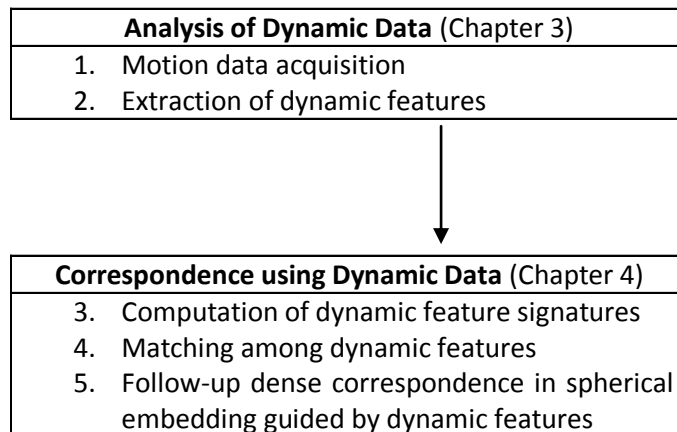 Analysis of Dynamic Data (Chapter 3)
1. Motion data acquisition
2. Extraction of dynamic features
Correspondence using Dynamic Data (Chapter 4)
3. Computation of dynamic feature signatures
4. Matching among dynamic features
5. Follow-up dense correspondence in spherical
embedding guided by dynamic features